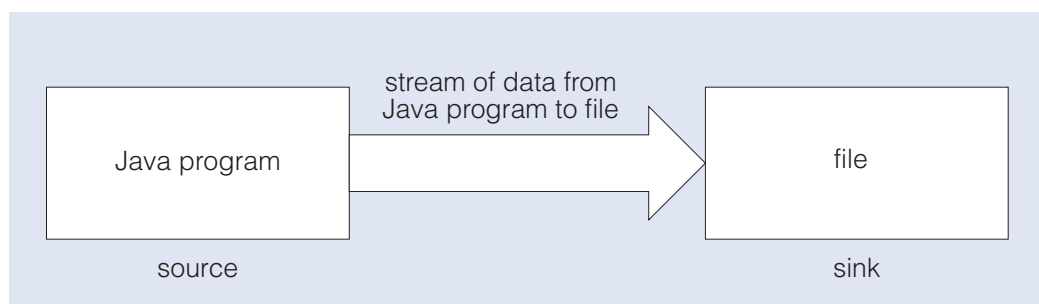 stream of data from
Java program to file
Java program
file
source
sink